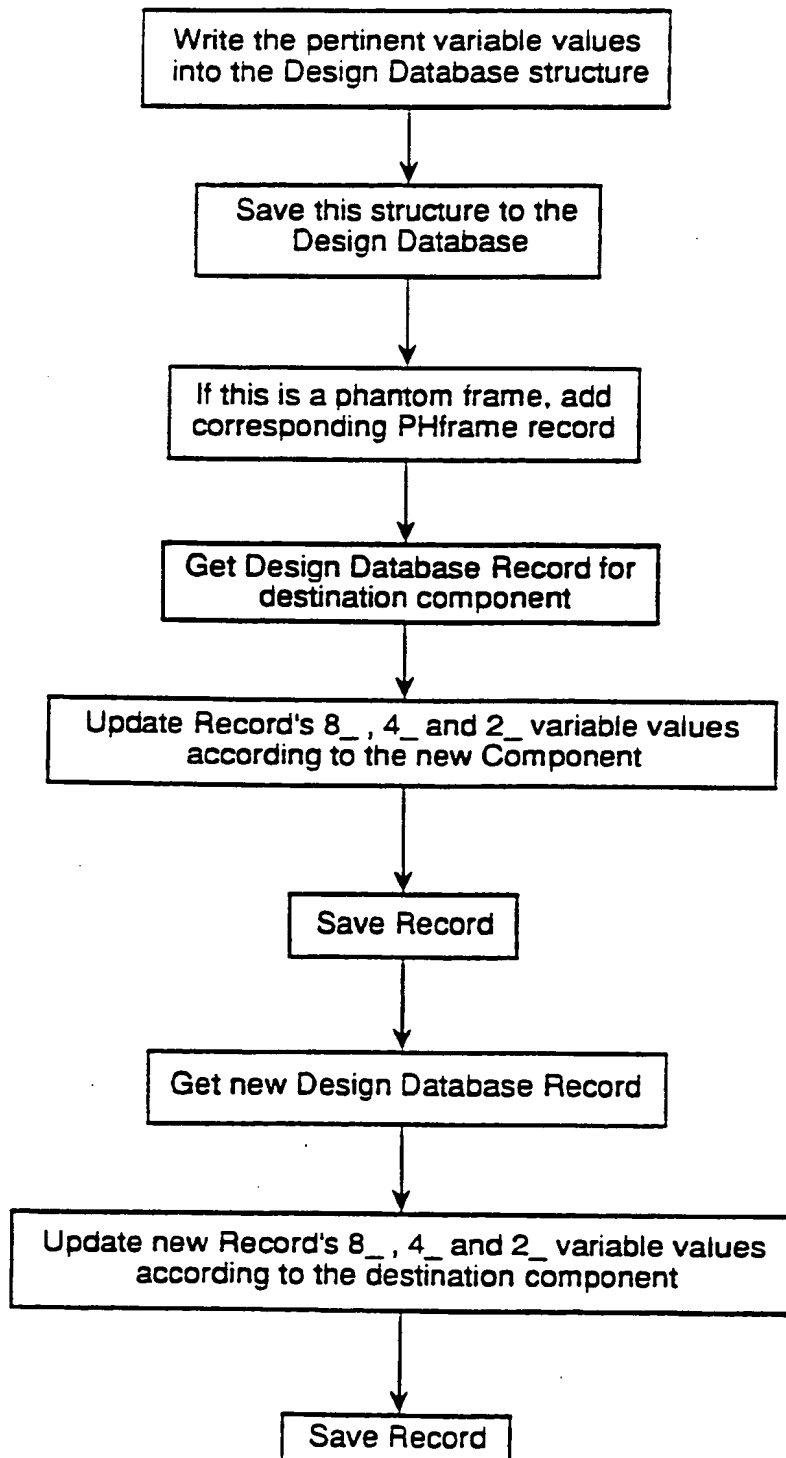 Write the pertinent variable values
into the Design Database structure
Save this structure to the
Design Database
If this is a phantom frame, add
corresponding PHframe record
Get Design Database Record for
destination component
Update Record's 8_ , 4_ and 2_ variable values
according to the new Component
Save Record
Get new Design Database Record
Update new Record's 8_ , 4_ and 2_ variable values
according to the destination component
Save Record